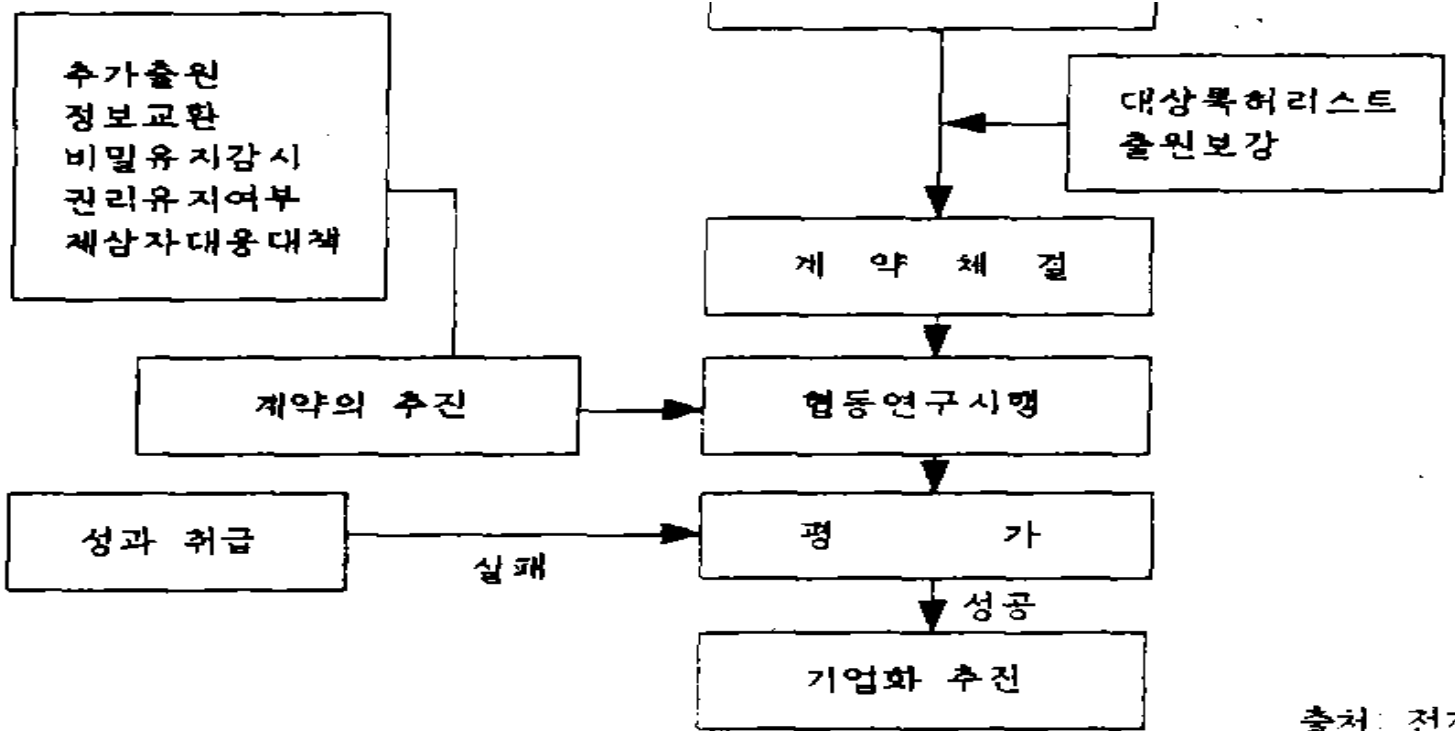 추가출원
정보교환
비밀유지감시
권리유지여부
제삼자대응대책
대상특허리스트
출원보강
계 약 체 결
계약의 추진
협동연구시행
성과 취급
실패
평 가
성공
기업화 추진
출처: